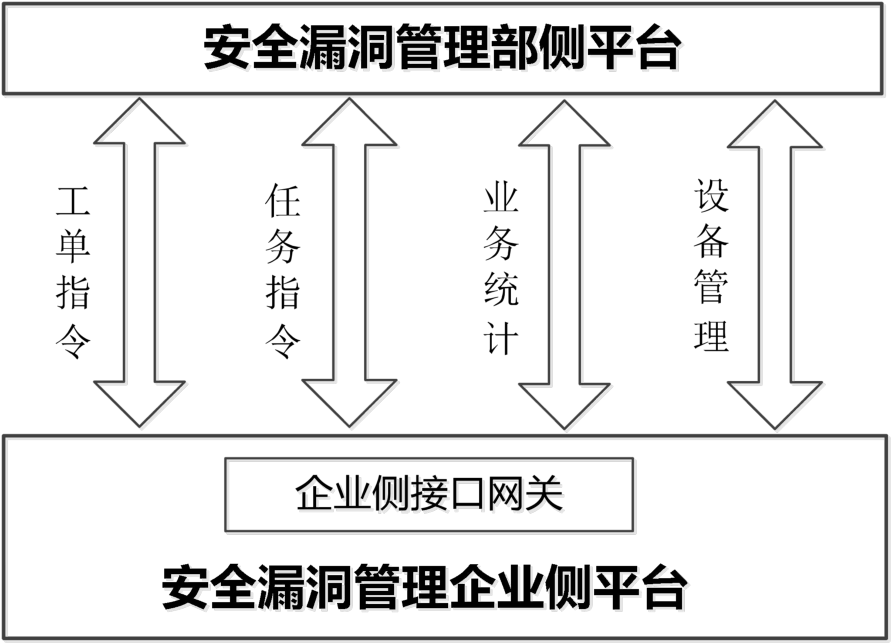 安全漏洞管理部侧平台
工单指令
任务指令
业务统计
设备管理
企业侧接口网关
安全漏洞管理企业侧平台